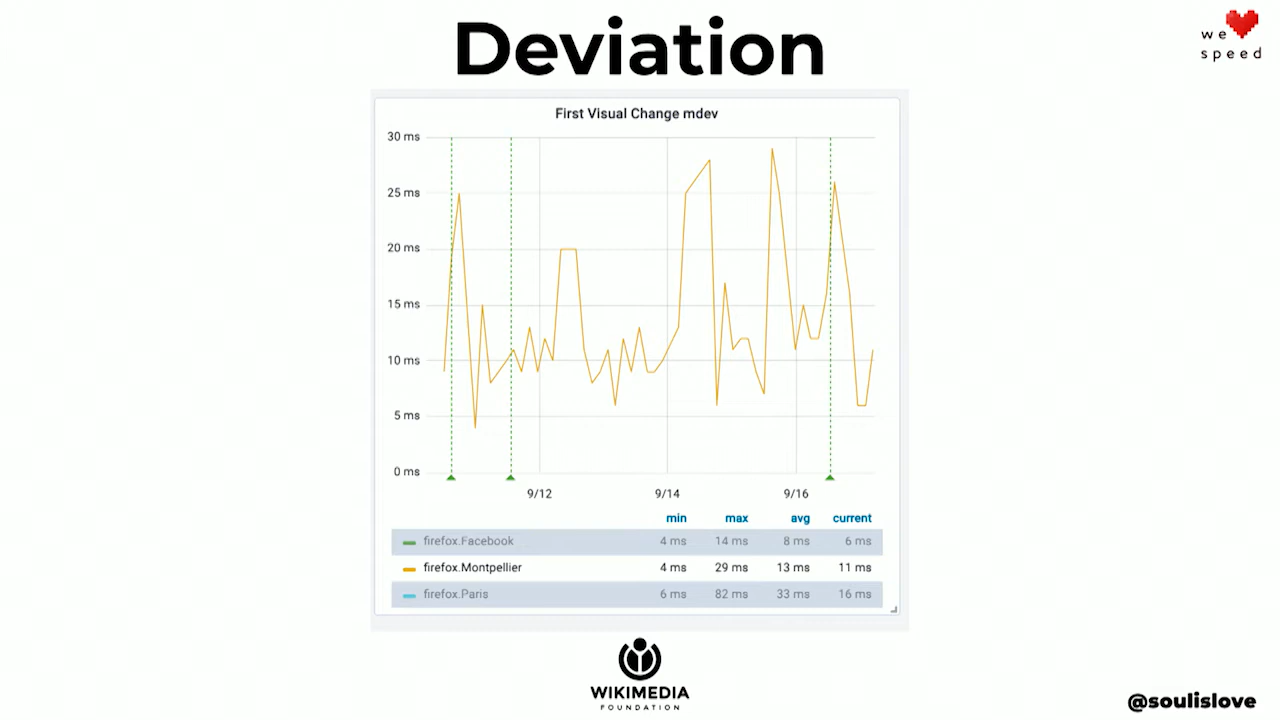 Deviation
we
speed
First Visual Change mdev
30 ms
25 ms
20 ms
15 ms
10 ms
5 ms
0 ms
9/12 9/14 9/16
min max avg current
firefox.Facebook 4 ms 14 ms 8 ms 6 ms
firefox.Montpellier 4 ms 29 ms 13 ms 11 ms
firefox.Paris 6 ms 82 ms 33 ms 16 ms
WIKIMEDIA
FOUNDATION
@soulislove